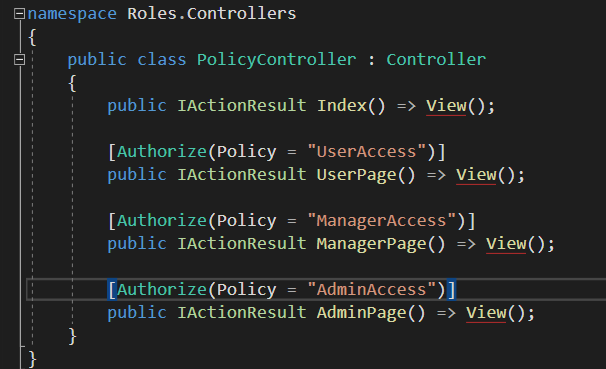 namespace Roles.Controllers
{
public class PolicyController : Controller
{
public IActionResult Index() => View();
[Authorize(Policy = "UserAccess")]
public IActionResult UserPage() => View();
[Authorize(Policy = "ManagerAccess")]
public IActionResult ManagerPage() => View();
[Authorize(Policy = "AdminAccess")]
public IActionResult AdminPage() => View();
}
}